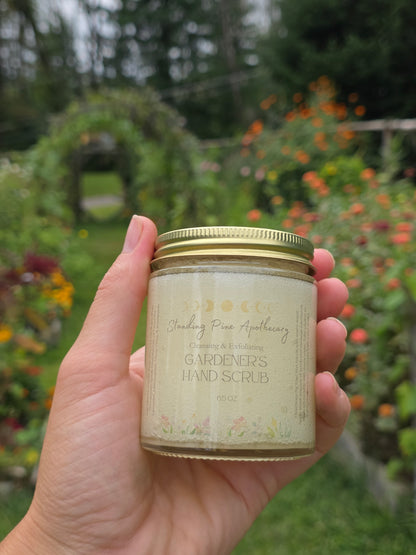 Standing Pine Apothecary
Cleansing & Exfoliating
GARDENER'S
HAND SCRUB
6.5 OZ